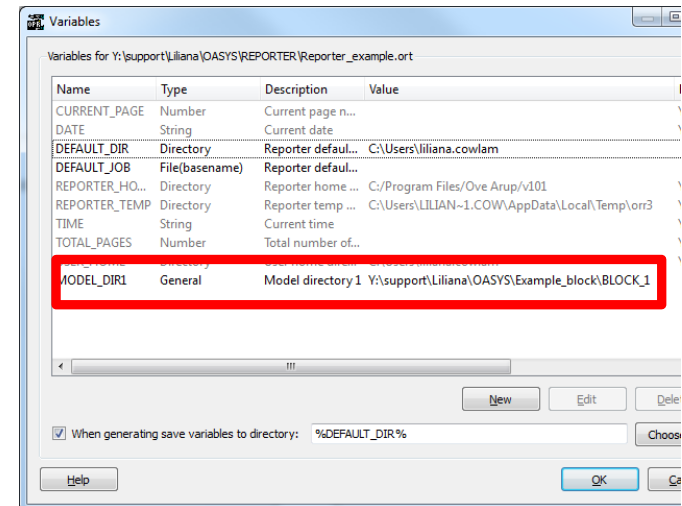 Variables
Variables for Y:\support\Liliana\OASYS\REPORTER\Reporter_example.ort
Name Type Description Value
CURRENT_PAGE Number Current page n...
DATE String Current date
DEFAULT_DIR Directory Reporter defaul... C:\Users\liliana.cowlam
DEFAULT_JOB File(basename) Reporter defaul...
REPORTER_HO... Directory Reporter home ... C:/Program Files/Ove Arup/v101
REPORTER_TEMP Directory Reporter temp ... C:\Users\LILIAN~1.COW\AppData\Local\Temp\orr3
TIME String Current time
TOTAL_PAGES Number Total number of...
MODEL_DIR1 General Model directory 1 Y:\support\Liliana\OASYS\Example_block\BLOCK_1
New Edit Dele
When generating save variables to directory: %DEFAULT_DIR% Choose
Help OK Ca